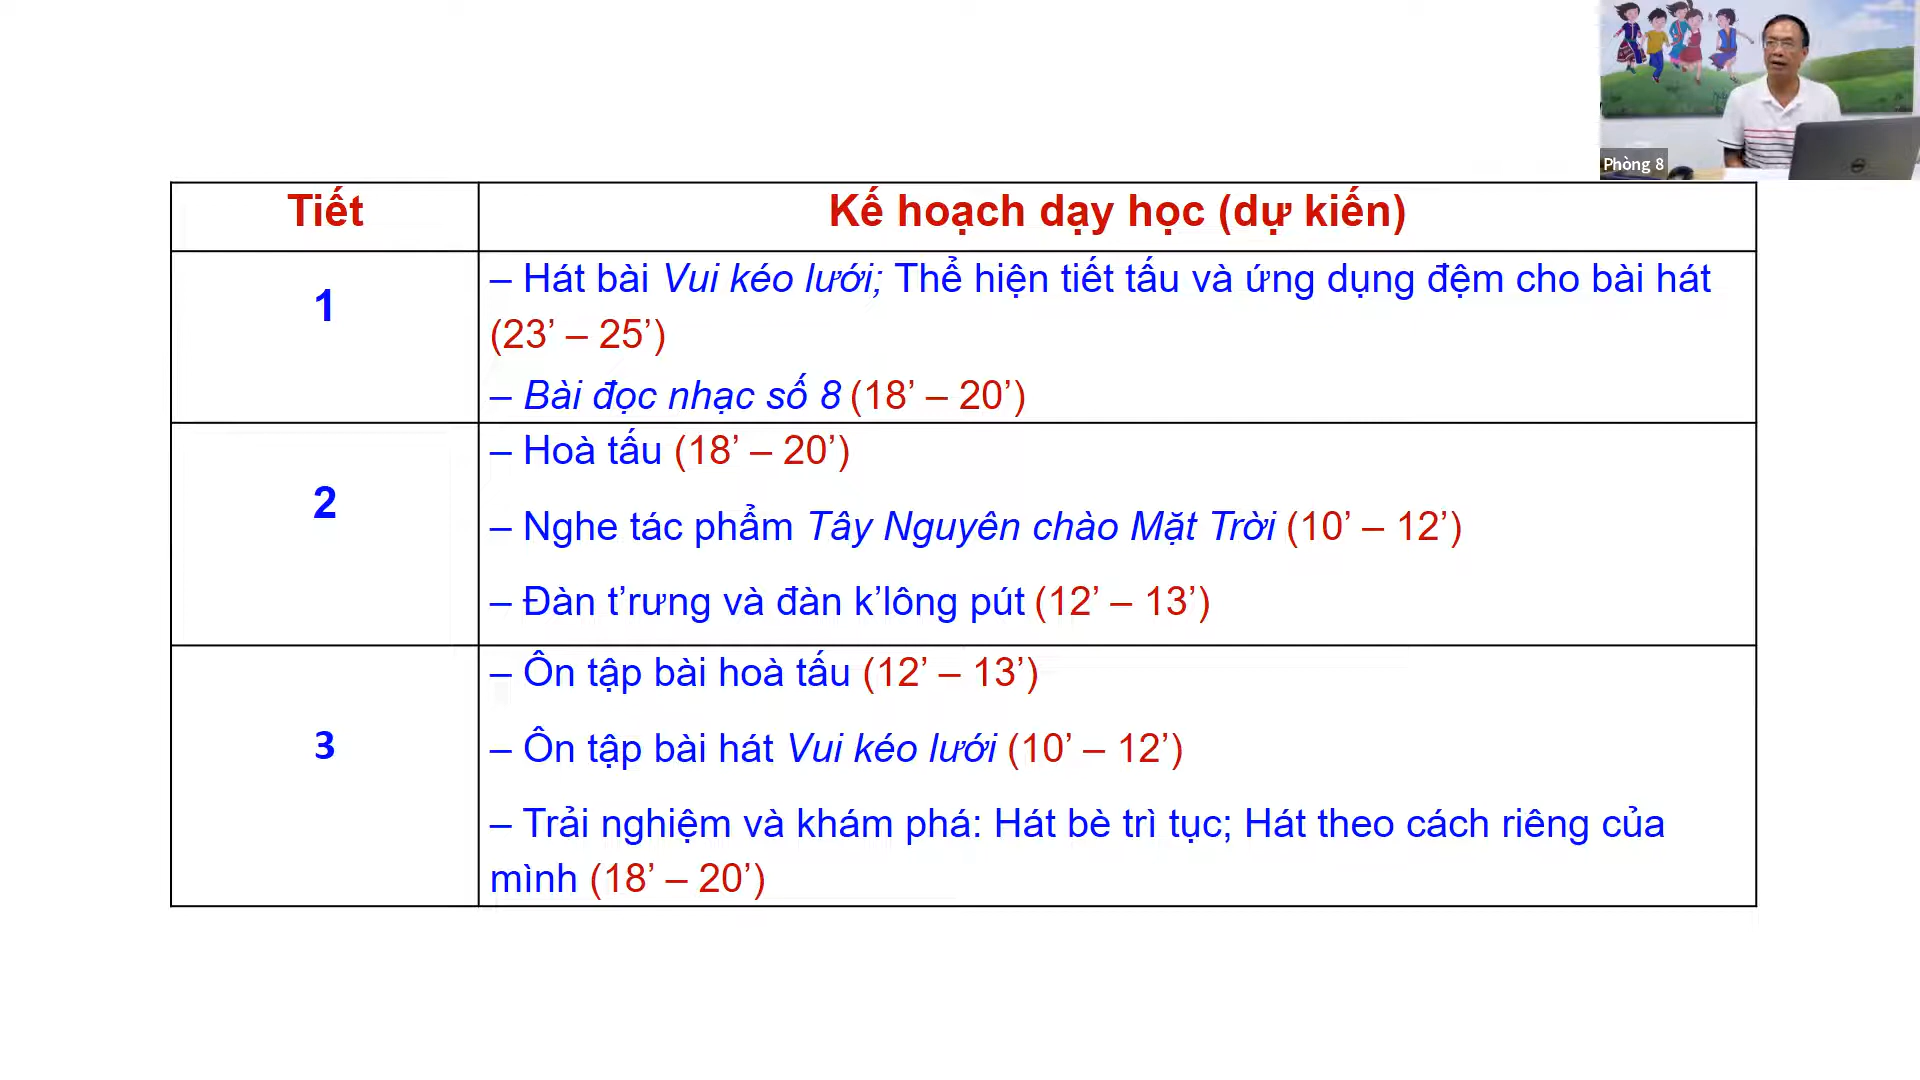 Phòng 8
Tiết
Kế hoạch dạy học (dự kiến)
1
– Hát bài Vui kéo lưới; Thể hiện tiết tấu và ứng dụng đệm cho bài hát
(23’ – 25’)
– Bài đọc nhạc số 8 (18’ – 20’)
2
– Hoà tấu (18’ – 20’)
– Nghe tác phẩm Tây Nguyên chào Mặt Trời (10’ – 12’)
– Đàn t’rưng và đàn k’lông pút (12’ – 13’)
3
– Ôn tập bài hoà tấu (12’ – 13’)
– Ôn tập bài hát Vui kéo lưới (10’ – 12’)
– Trải nghiệm và khám phá: Hát bè trì tục; Hát theo cách riêng của
mình (18’ – 20’)